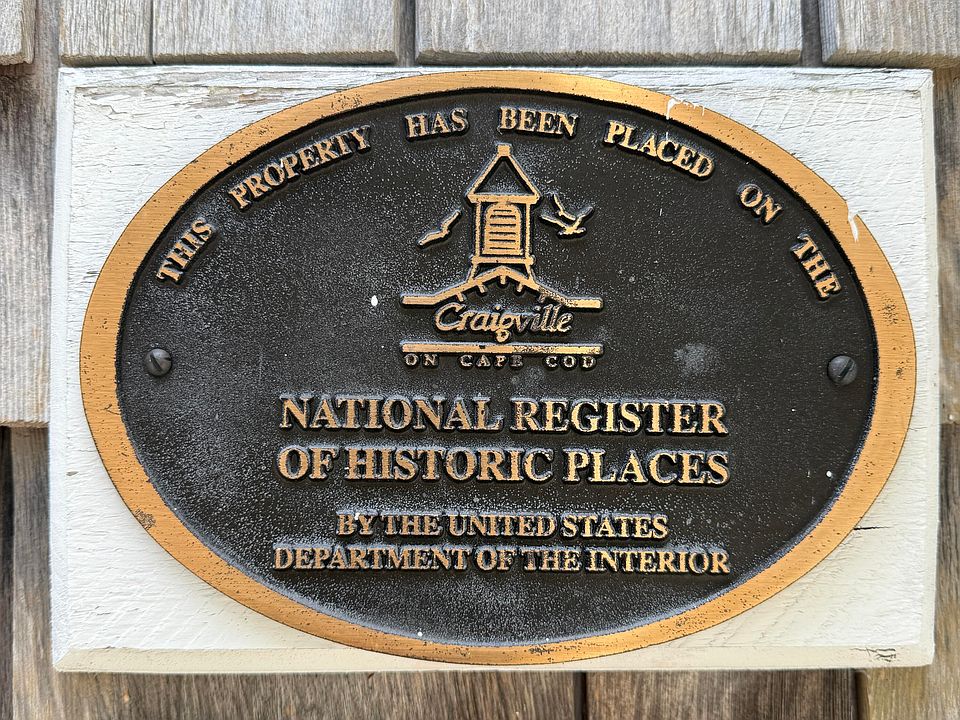 THIS PROPERTY HAS BEEN PLACED ON THE
Craigville
ON CAPE COD
NATIONAL REGISTER
OF HISTORIC PLACES
BY THE UNITED STATES
DEPARTMENT OF THE INTERIOR